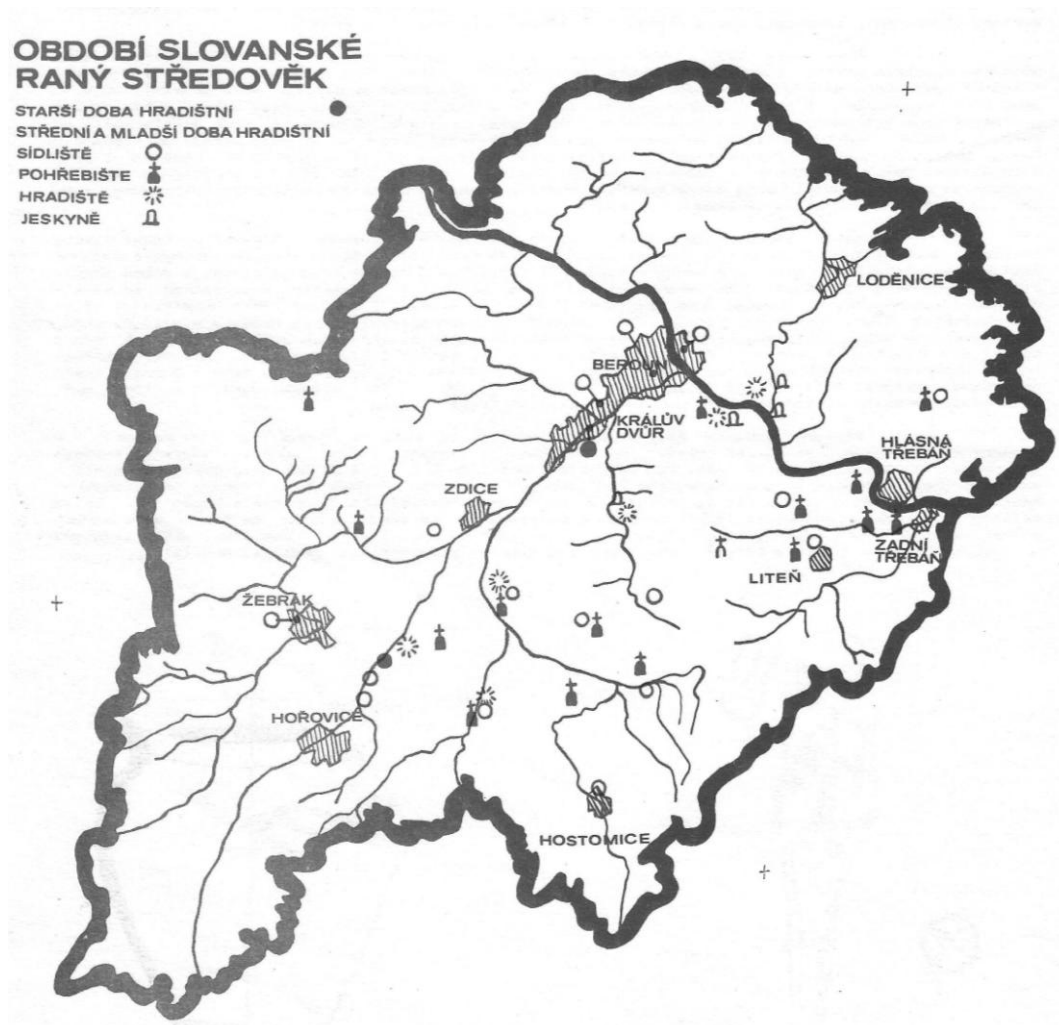 OBDOBÍ SLOVANSKÉ
RANÝ STŘEDOVĚK
STARŠÍ DOBA HRADIŠTNÍ
STŘEDNÍ A MLADŠÍ DOBA HRADIŠTNÍ
SÍDLIŠTĚ
POHŘEBIŠTE
HRADIŠTĚ
JESKYNĚ
LODĚNICE
BEROUN
KRÁLŮV
DVŮR
HLÁSNÁ
TŘEBAŇ
ZDICE
ZADNÍ
TŘEBAŇ
LITEŇ
ŽEBRÁK
HOŘOVICE
HOSTOMICE